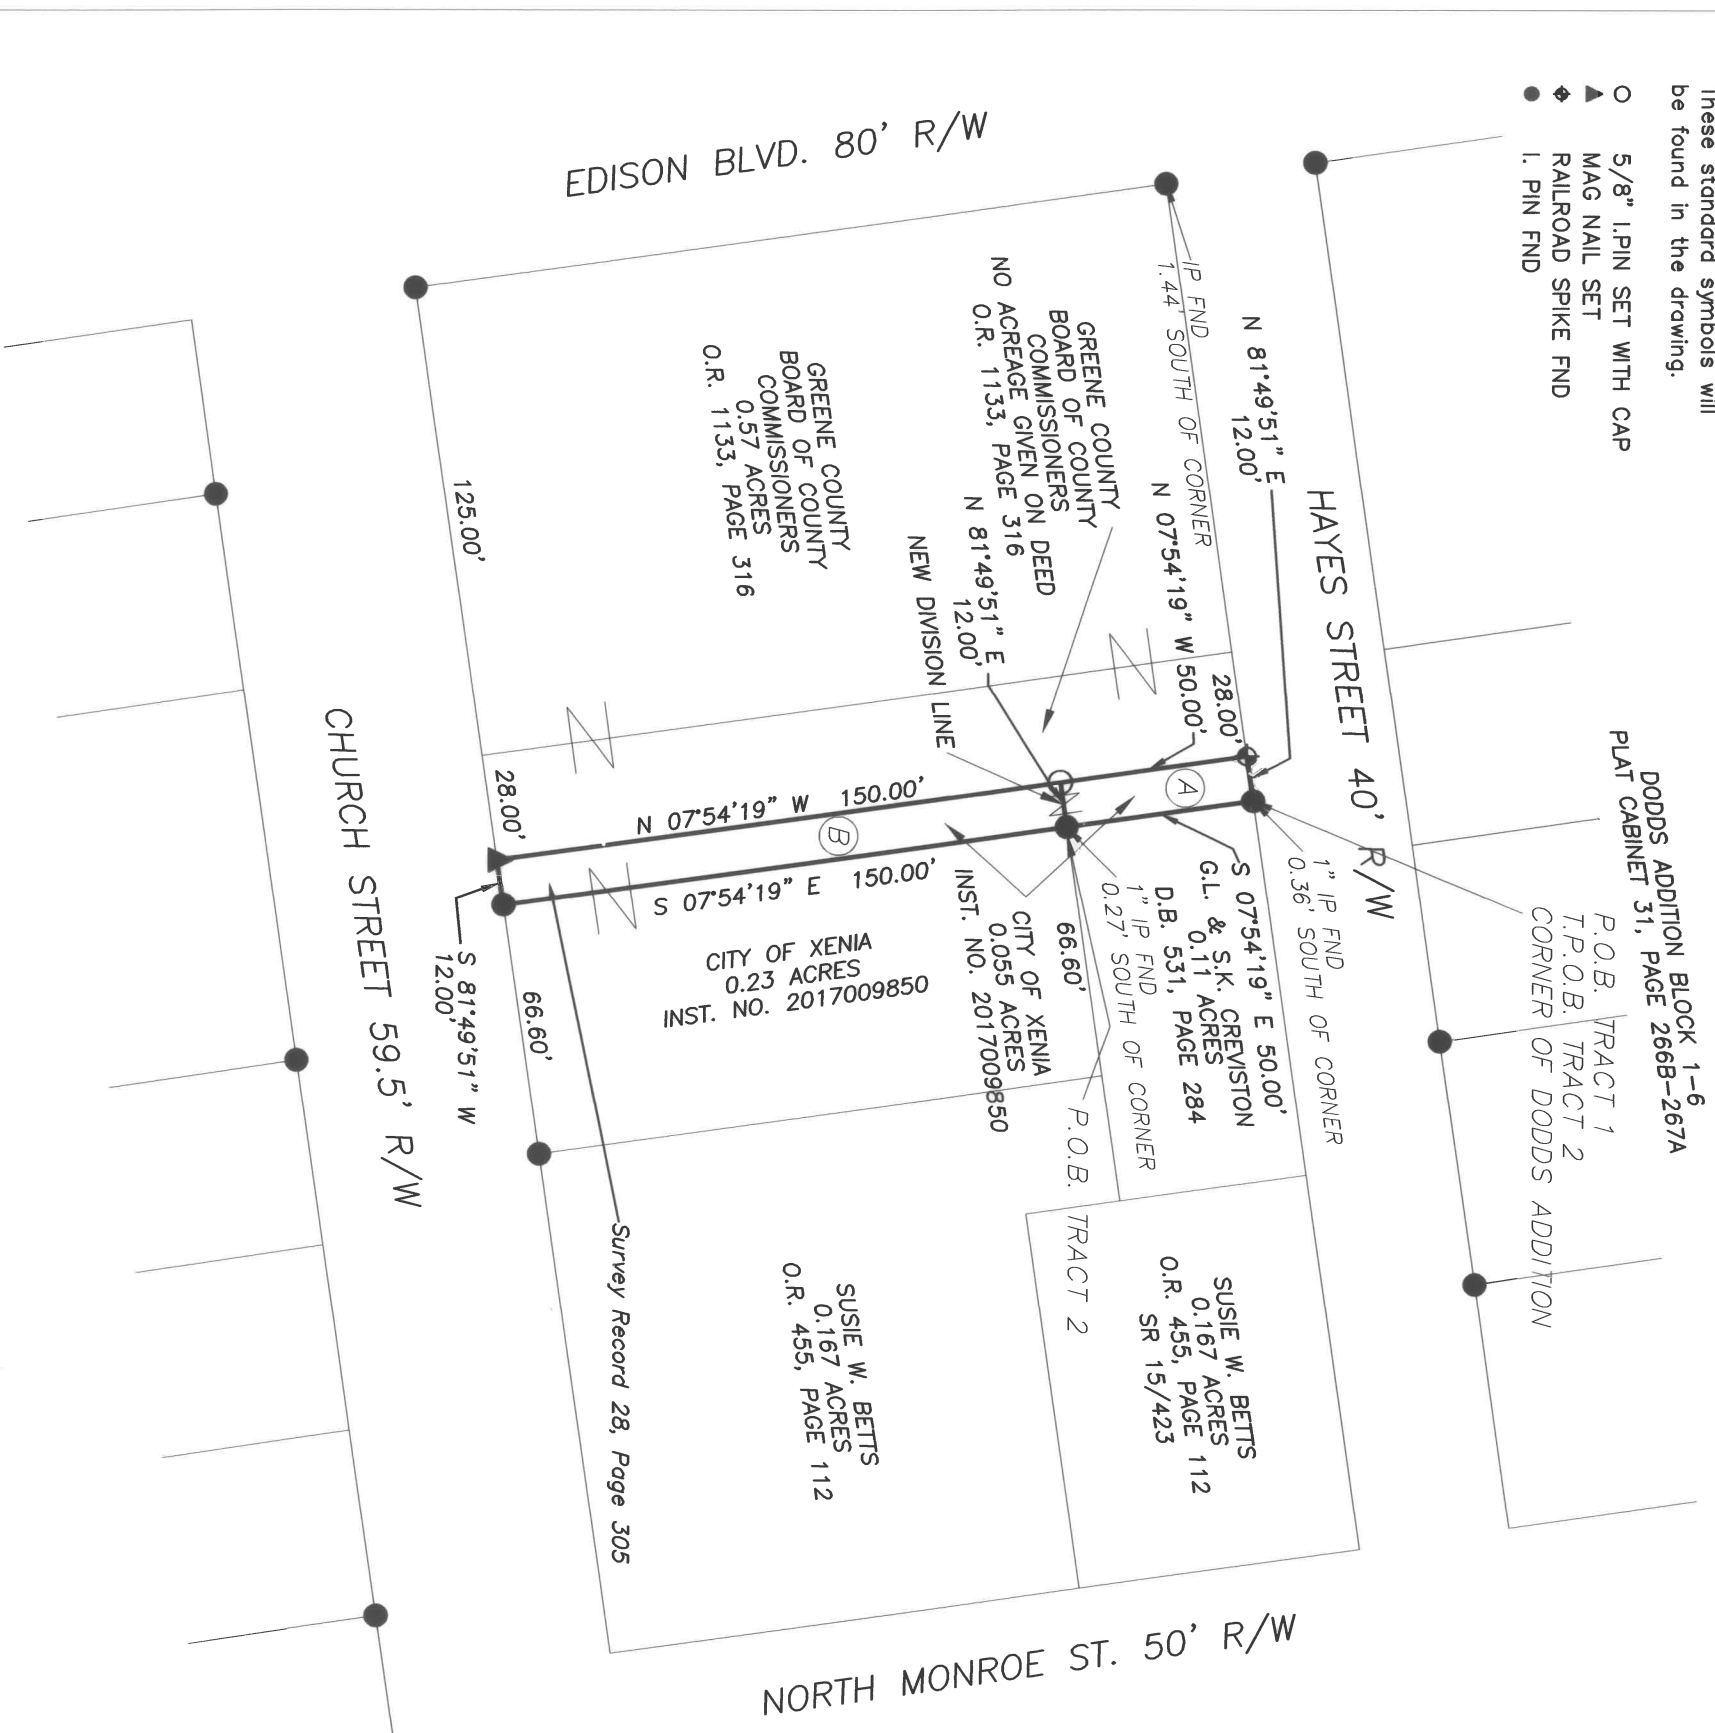 These standard symbols will
be found in the drawing.
5/8" I.PIN SET WITH CAP
MAG NAIL SET
RAILROAD SPIKE FND
I. PIN FND
DODDS ADDITION BLOCK 1-6
PLAT CABINET 31, PAGE 266B-267A
P.O.B. TRACT 1
T.P.O.B. TRACT 2
CORNER OF DODDS ADDITION
HAYES STREET 40' R/W
EDISON BLVD. 80' R/W
IP FND
1.44' SOUTH OF CORNER
N 81°49'51" E
12.00'
1" IP FND
0.36' SOUTH OF CORNER
28.00'
N 07°54'19" W 50.00'
A
S 07°54'19" E 50.00'
G.L. & S.K. CREVISTON
0.11 ACRES
D.B. 531, PAGE 284
1" IP FND
0.27' SOUTH OF CORNER
GREENE COUNTY
BOARD OF COUNTY
COMMISSIONERS
NO ACREAGE GIVEN ON DEED
O.R. 1133, PAGE 316
N 81°49'51" E
12.00'
NEW DIVISION LINE
66.60'
P.O.B. TRACT 2
CITY OF XENIA
0.055 ACRES
INST. NO. 2017009850
SUSIE W. BETTS
0.167 ACRES
O.R. 455, PAGE 112
SR 15/423
GREENE COUNTY
BOARD OF COUNTY
COMMISSIONERS
0.57 ACRES
O.R. 1133, PAGE 316
N 07°54'19" W 150.00'
B
S 07°54'19" E 150.00'
CITY OF XENIA
0.23 ACRES
INST. NO. 2017009850
SUSIE W. BETTS
0.167 ACRES
O.R. 455, PAGE 112
125.00'
28.00'
66.60'
S 81°49'51" W
12.00'
Survey Record 28, Page 305
CHURCH STREET 59.5' R/W
NORTH MONROE ST. 50' R/W